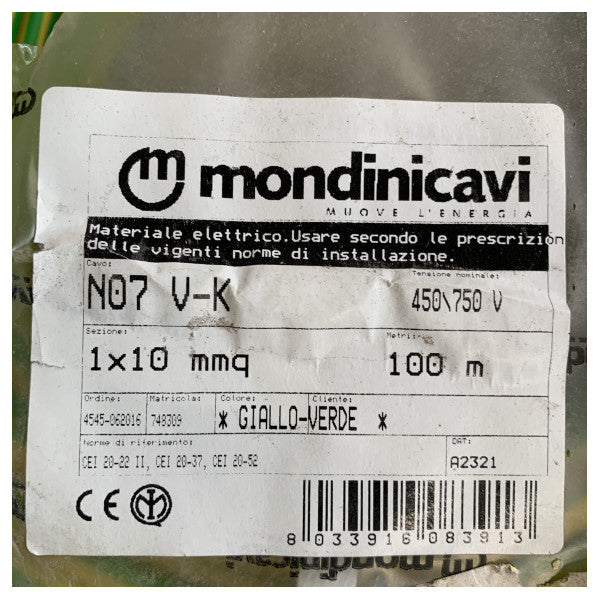 mondinicavi
MUOVE L'ENERGIA
Materiale elettrico.Usare secondo le prescrizion
delle vigenti norme di installazione.
Cavo: Tensione nominale:
N07 V-K 450\750 V
Sezione: Metri:
1x10 mmq 100 m
Ordine: Matricola: Colore: Cliente:
4545-062016 748309 * GIALLO-VERDE *
Norme di riferimento: DAT:
CEI 20-22 II, CEI 20-37, CEI 20-52 A2321
CE
8 033916 083913
mondinicavi